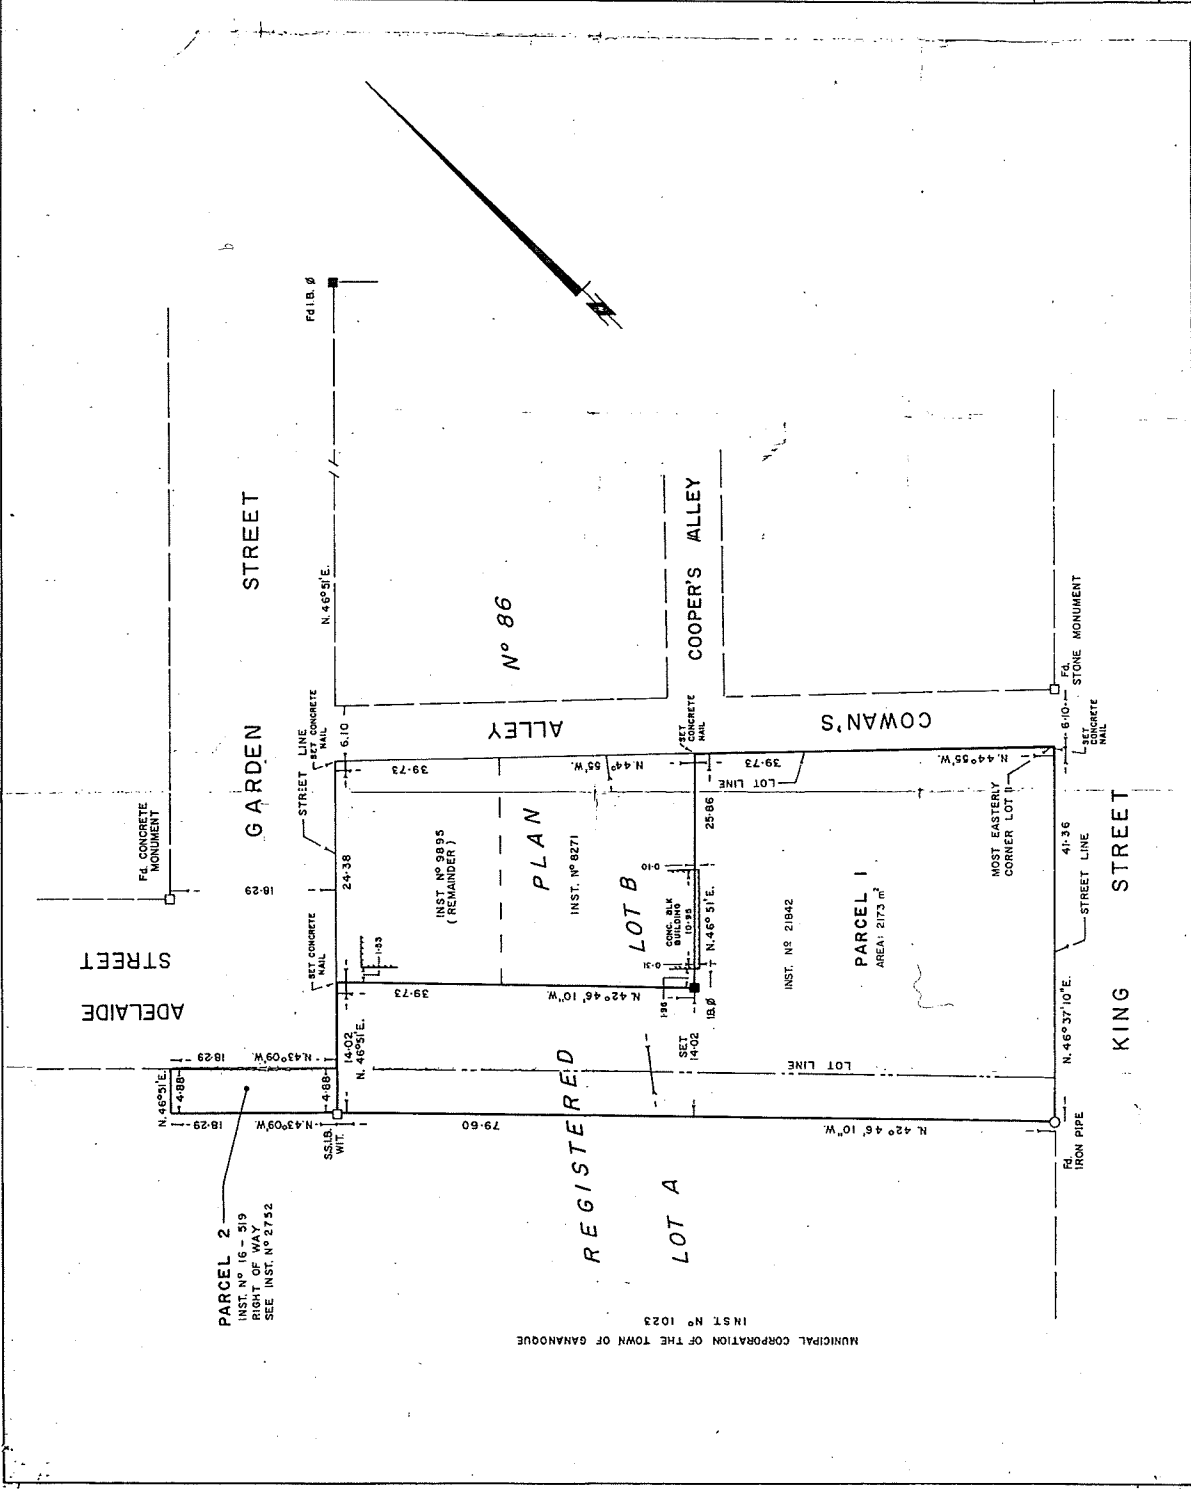 Fd I.B. Ø
N. 46° 51' E.
GARDEN STREET
STREET LINE
SET CONCRETE
NAIL
6.10
Fd. CONCRETE
MONUMENT
18.29
24.38
SET CONCRETE
NAIL
ADELAIDE
STREET
14.02
N. 46° 51' E.
N. 43° 09' W.
18.29
N. 46° 51' E.
4.88
4.88
18.29
N. 43° 09' W.
S.S.I.B.
WIT.
PARCEL 2
INST. Nº 16 - 519
RIGHT OF WAY
SEE INST. Nº 2752
1.53
39.73
N. 42° 46' 10" W.
39.73
N. 44° 55' W.
INST Nº 9895
( REMAINDER )
REGISTERED PLAN Nº 86
INST. Nº 8271
COWAN'S ALLEY
COOPER'S ALLEY
SET
CONCRETE
NAIL
LOT B
CONC. BLK
BUILDING
10.95
0.10
0.31
1.96
25.86
N. 46° 51' E.
I.B. Ø
SET
14.02
39.73
N. 44° 55' W.
LOT LINE
LOT LINE
INST. Nº 21842
PARCEL 1
AREA: 2173 m²
79.60
N. 42° 46' 10" W.
LOT A
MUNICIPAL CORPORATION OF THE TOWN OF GANANOQUE
INST. Nº 1023
MOST EASTERLY
CORNER LOT
Fd.
STONE MONUMENT
6.10
SET
CONCRETE
NAIL
41.36
STREET LINE
N. 46° 37' 10" E.
Fd.
IRON PIPE
KING STREET